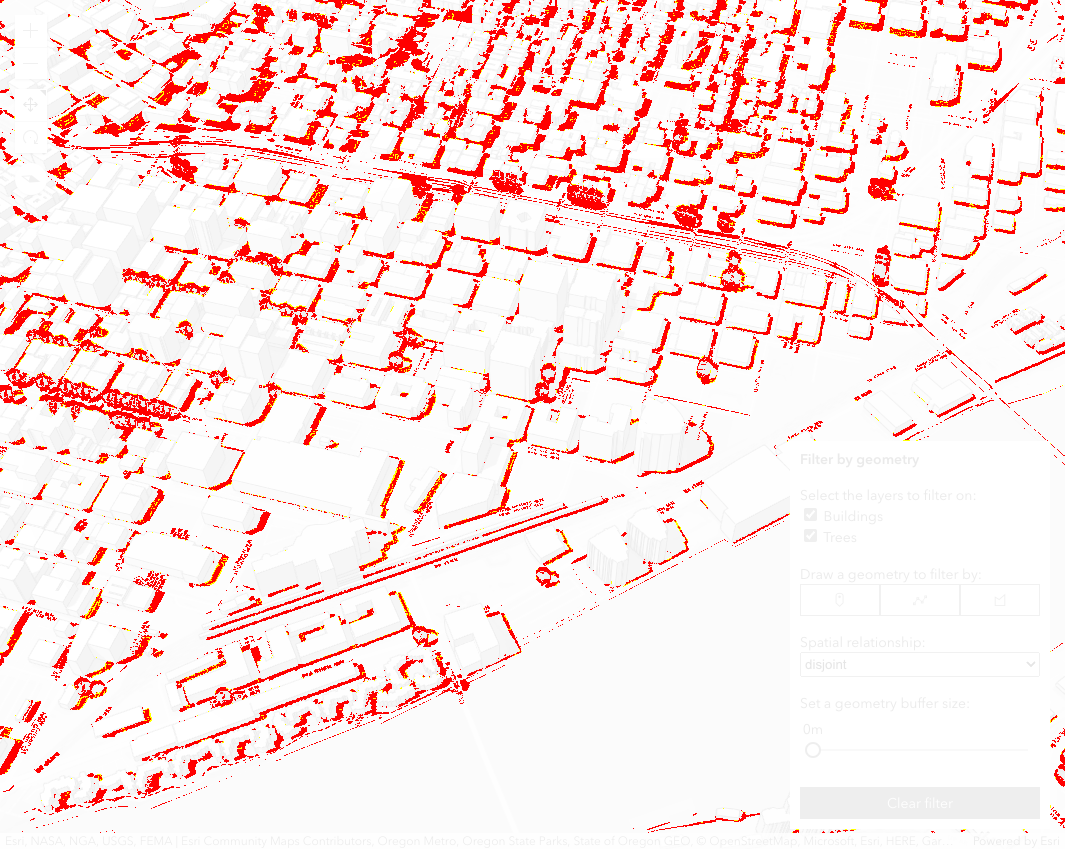 Filter by geometry
Select the layers to filter on:
Buildings
Trees
Draw a geometry to filter by:
Spatial relationship:
disjoint
Set a geometry buffer size:
0m
Clear filter
Esri, NASA, NGA, USGS, FEMA | Esri Community Maps Contributors, Oregon Metro, Oregon State Parks, State of Oregon GEO, © OpenStreetMap, Microsoft, Esri, HERE, Gar...
Powered by Esri